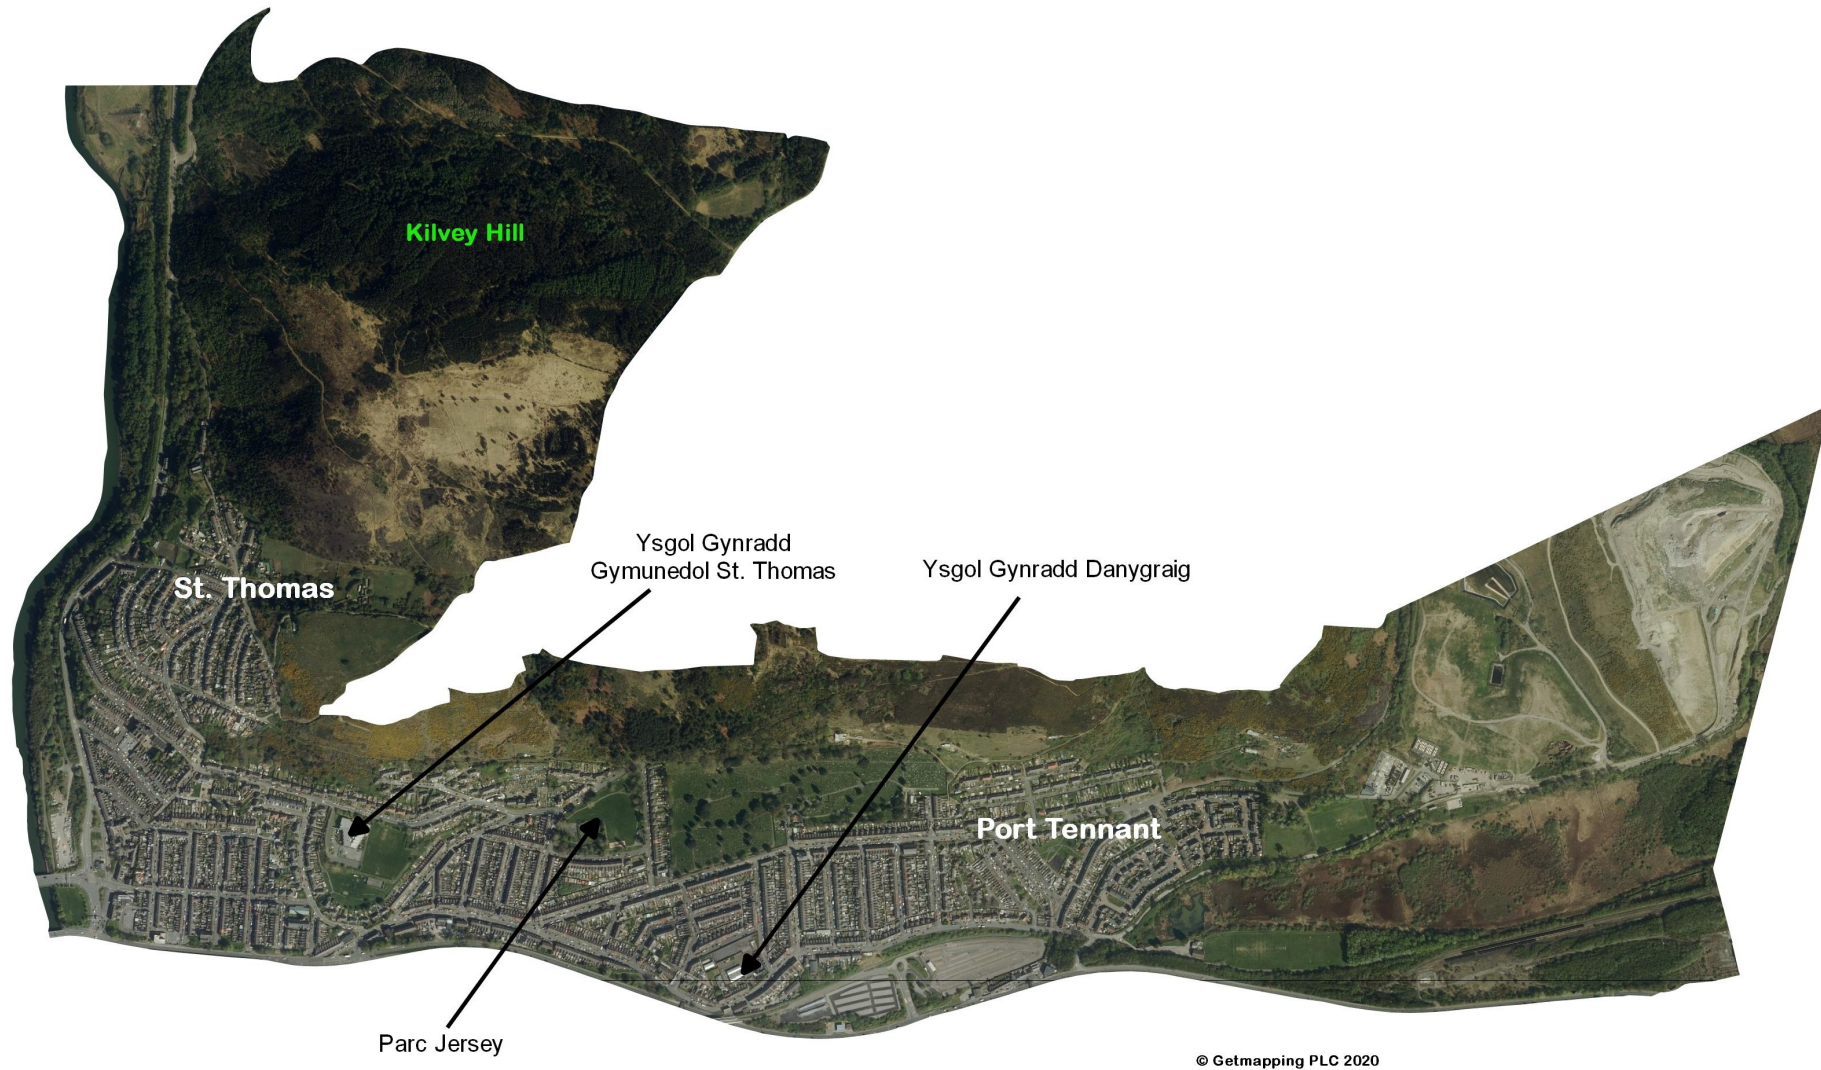 Kilvey Hill
Ysgol Gynradd
Gymunedol St. Thomas
Ysgol Gynradd Danygraig
St. Thomas
Port Tennant
Parc Jersey
© Getmapping PLC 2020